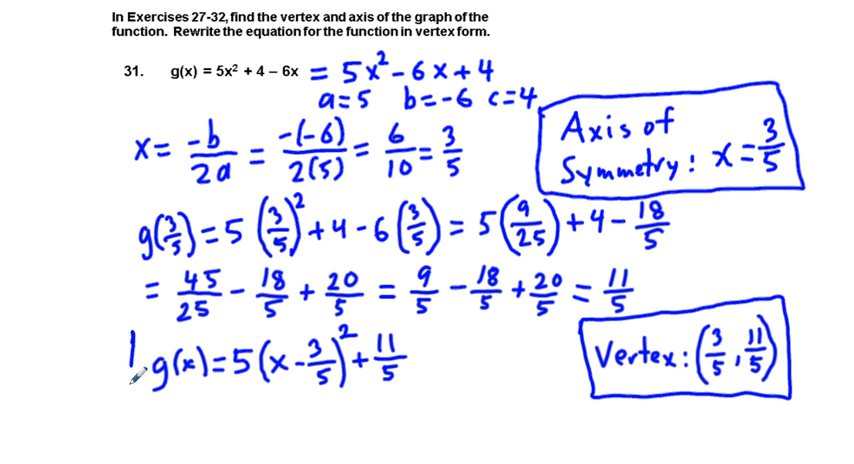 In Exercises 27-32, find the vertex and axis of the graph of the
function. Rewrite the equation for the function in vertex form.
31. g(x) = 5x² + 4 – 6x = 5x² - 6x + 4
a=5 b=-6 c=4
x = -b/2a = -(-6)/2(5) = 6/10 = 3/5
Axis of
Symmetry: x = 3/5
g(3/5) = 5(3/5)² + 4 - 6(3/5) = 5(9/25) + 4 - 18/5
= 45/25 - 18/5 + 20/5 = 9/5 - 18/5 + 20/5 = 11/5
g(x) = 5(x - 3/5)² + 11/5
Vertex: (3/5, 11/5)